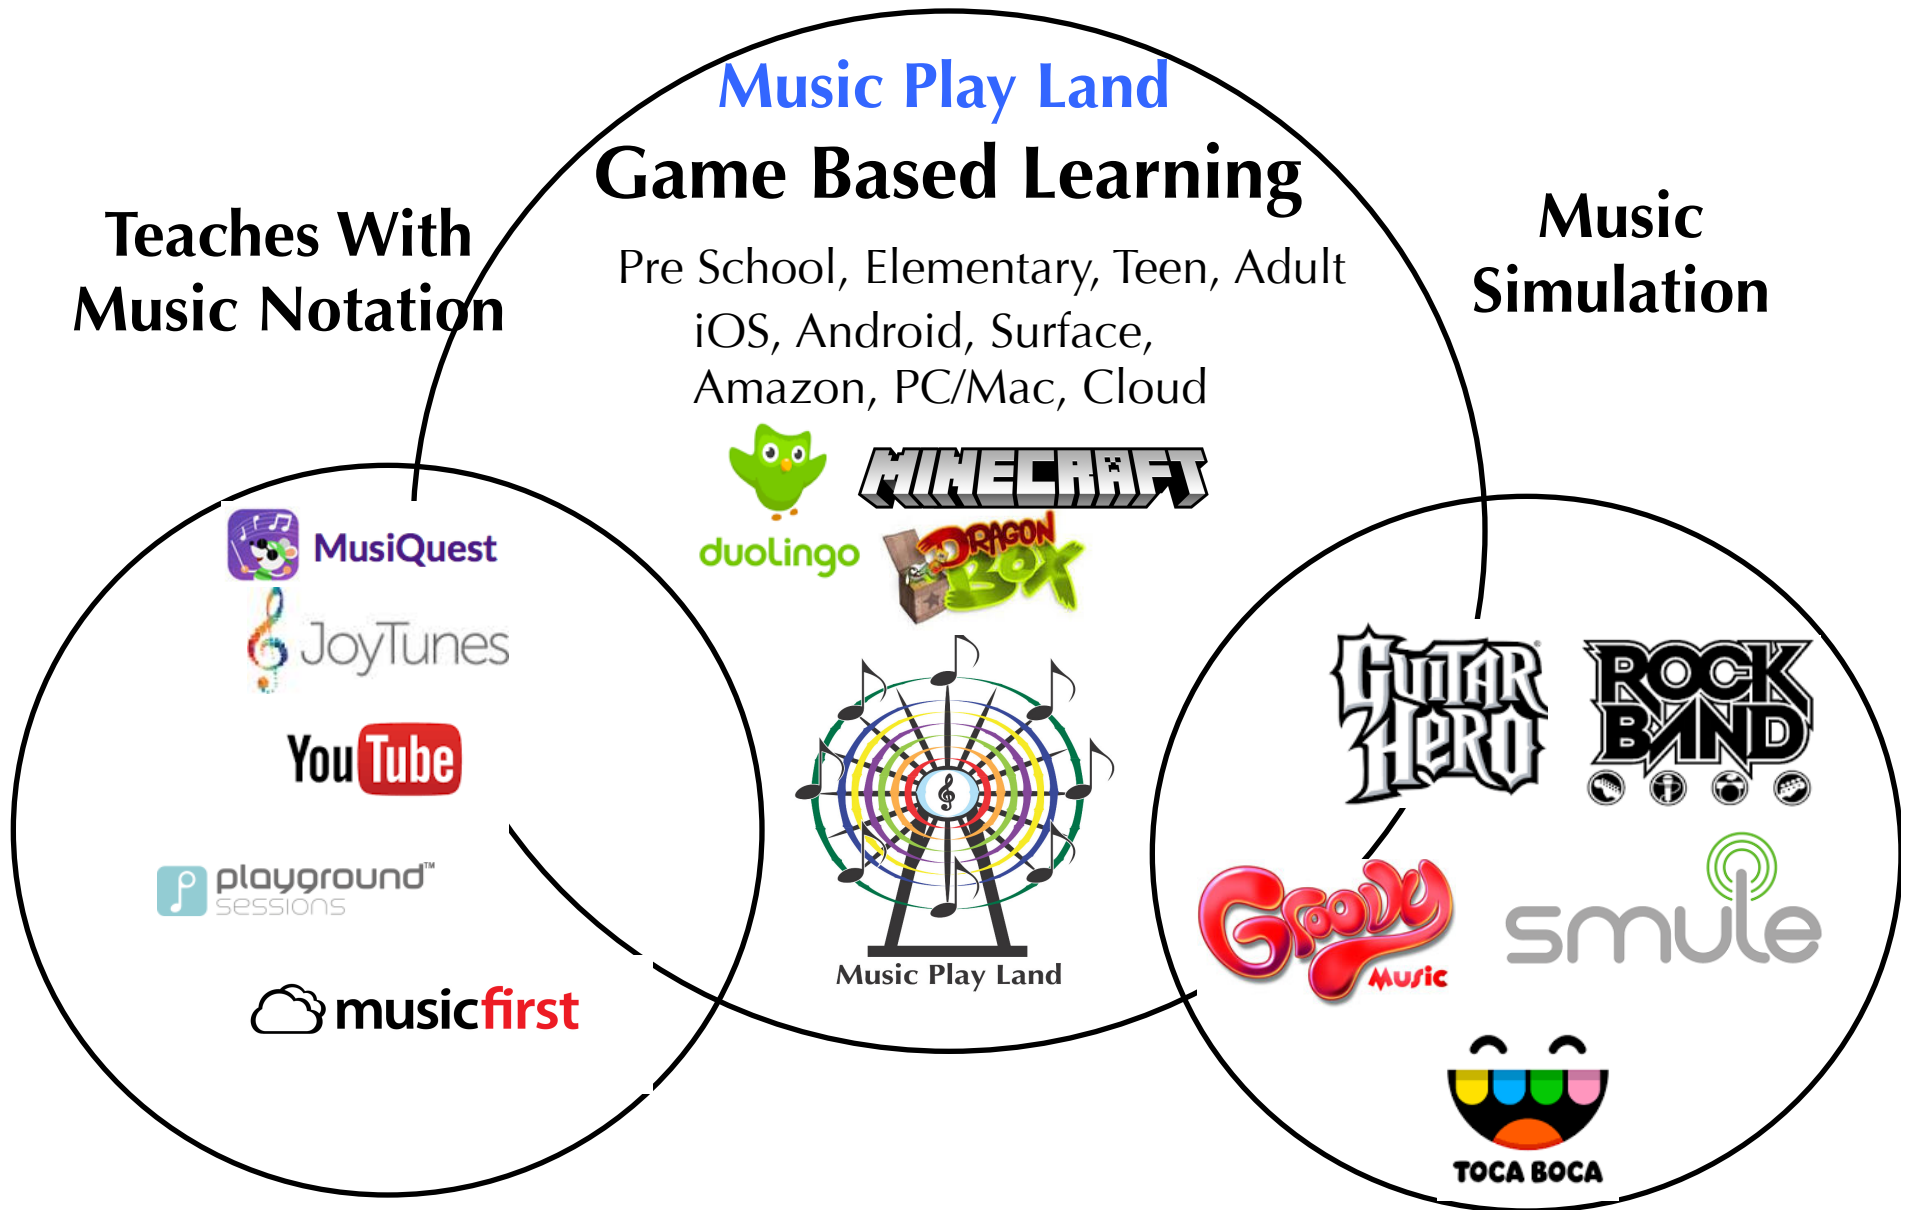 Music Play Land
Game Based Learning
Pre School, Elementary, Teen, Adult
iOS, Android, Surface,
Amazon, PC/Mac, Cloud
Teaches With
Music Notation
Music
Simulation
duolingo
MINECRAFT
DRAGON
BOX
MusiQuest
JoyTunes
YouTube
playground™
SESSIONS
musicfirst
Music Play Land
GUITAR
HERO
ROCK
BAND
GROOVY
MUSIC
smule
TOCA BOCA